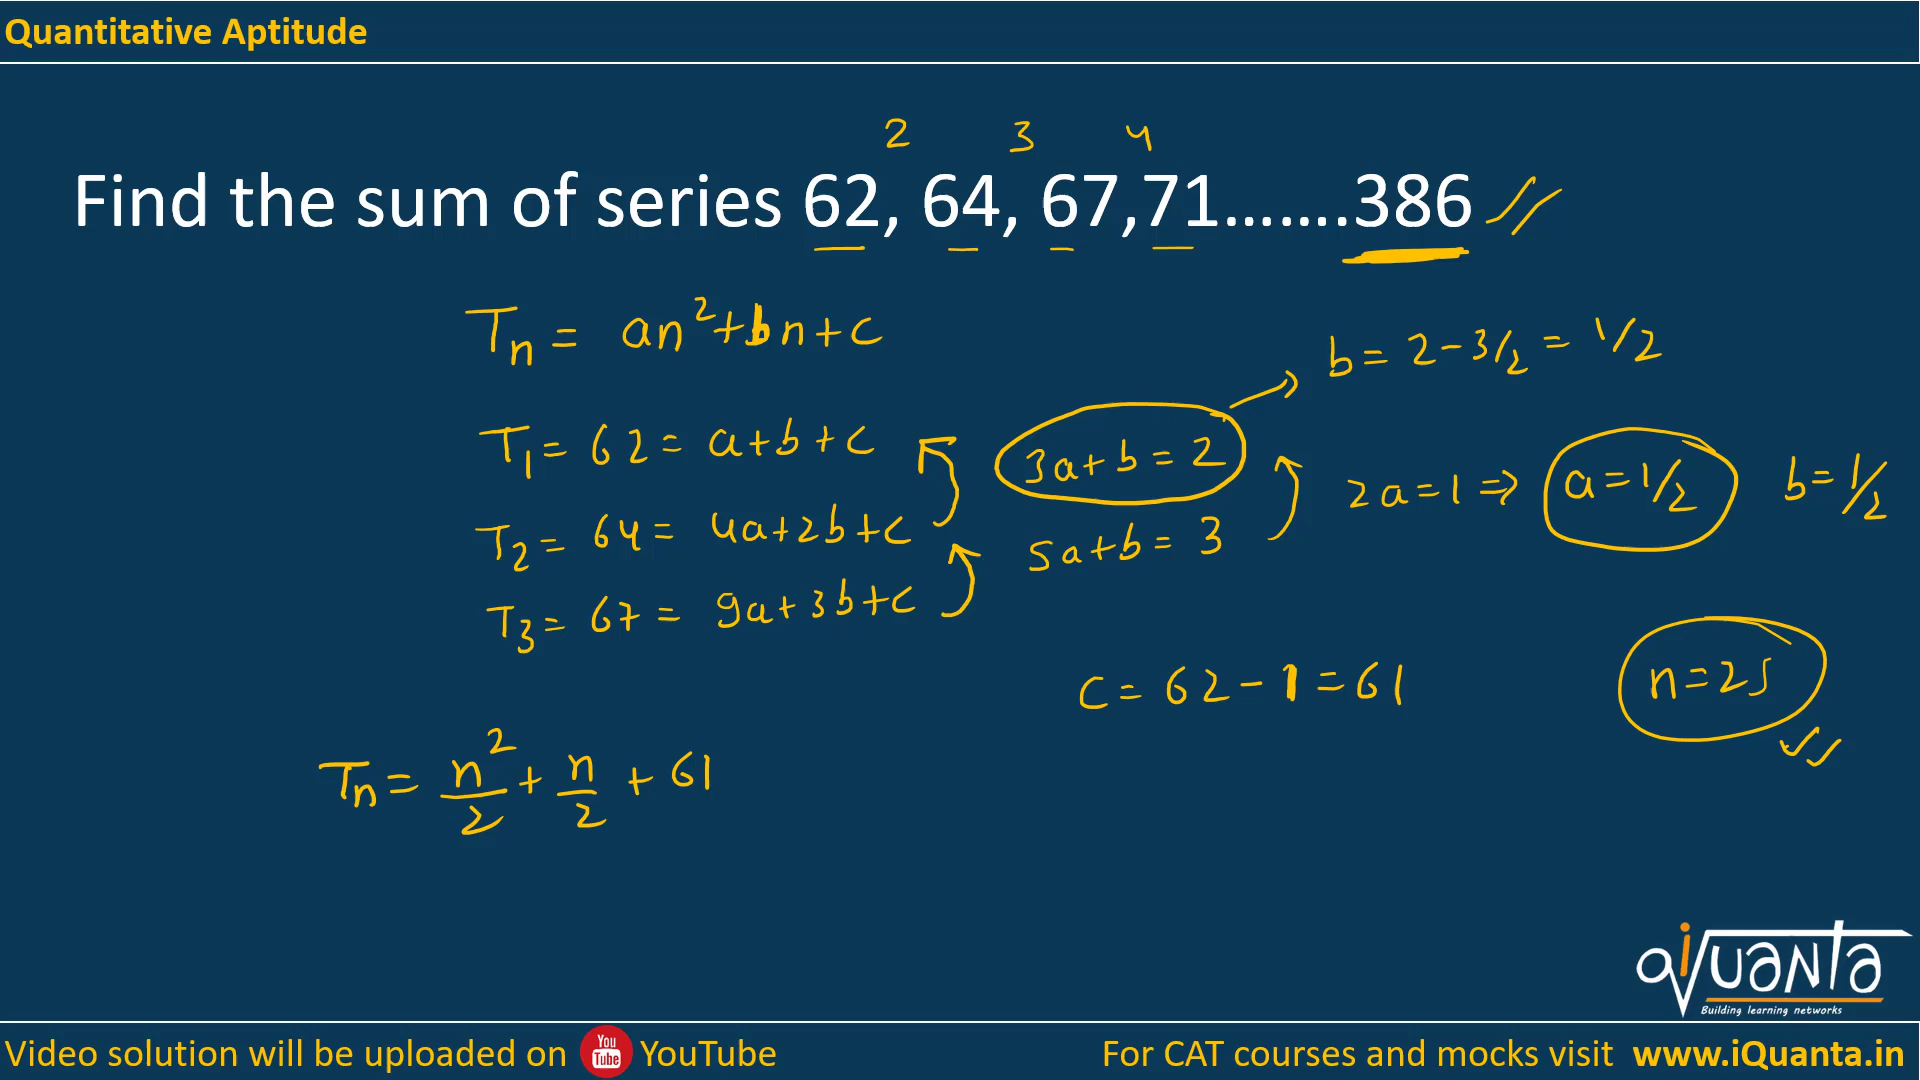 Quantitative Aptitude
2 3 4
Find the sum of series 62, 64, 67,71.......386
Tn = an²+bn+c
b = 2 - 3/2 = 1/2
T1 = 62 = a+b+c
3a+b = 2
2a = 1 ⇒ a = 1/2 b = 1/2
T2 = 64 = 4a+2b+c
5a+b = 3
T3 = 67 = 9a+3b+c
C = 62 - 1 = 61
n = 25
Tn = n²/2 + n/2 + 61
iQuanta
Building learning networks
Video solution will be uploaded on You Tube YouTube
For CAT courses and mocks visit www.iQuanta.in